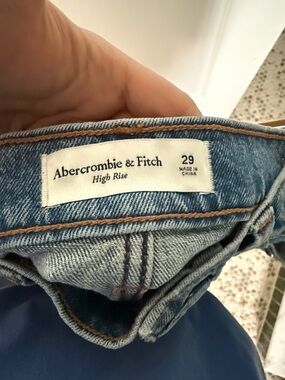 Abercrombie & Fitch
High Rise
29
MADE IN
CHINA